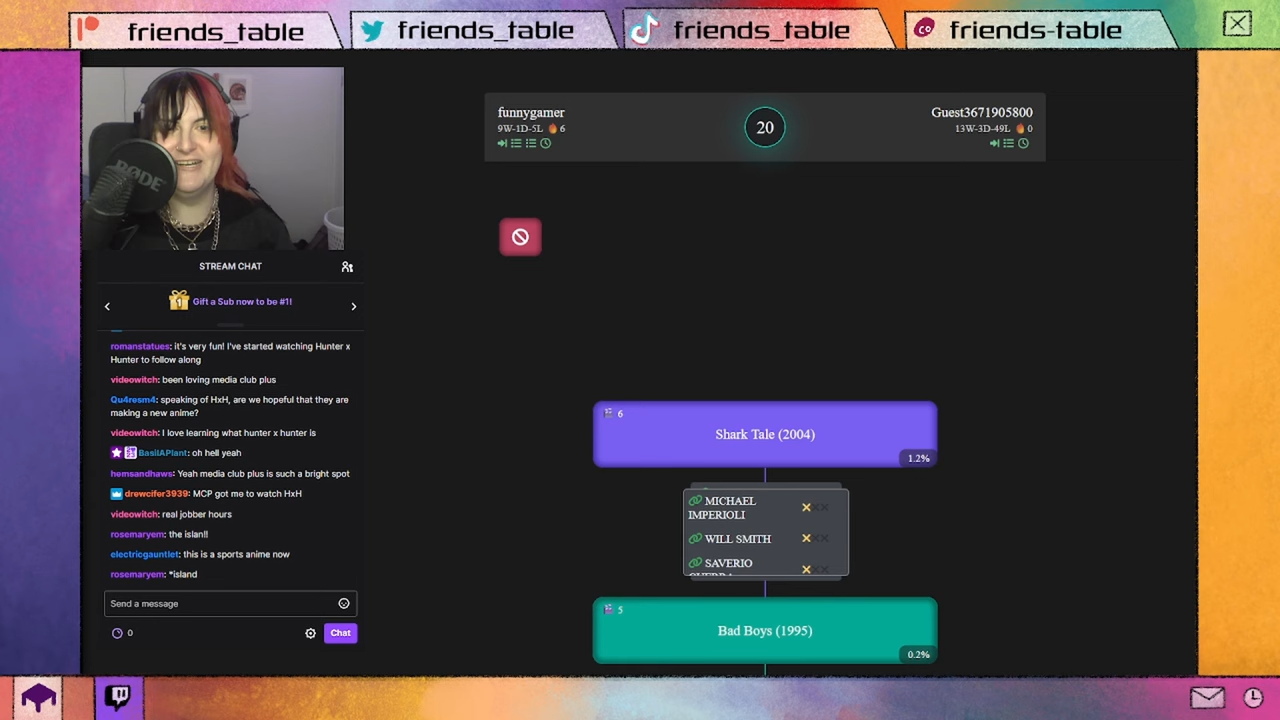 friends_table
friends_table
friends_table
friends-table
funnygamer
9W-1D-5L 6
20
Guest3671905800
13W-3D-49L 0
RØDE
STREAM CHAT
Gift a Sub now to be #1!
romanstatues: it's very fun! I've started watching Hunter x
Hunter to follow along
videowitch: been loving media club plus
Qu4resm4: speaking of HxH, are we hopeful that they are
making a new anime?
videowitch: I love learning what hunter x hunter is
BasilAPlant: oh hell yeah
hemsandhaws: Yeah media club plus is such a bright spot
drewcifer3939: MCP got me to watch HxH
videowitch: real jobber hours
rosemaryem: the islan!!
electricgauntlet: this is a sports anime now
rosemaryem: *island
Send a message
0
Chat
6
Shark Tale (2004)
1.2%
MICHAEL
IMPERIOLI
WILL SMITH
SAVERIO
5
Bad Boys (1995)
0.2%